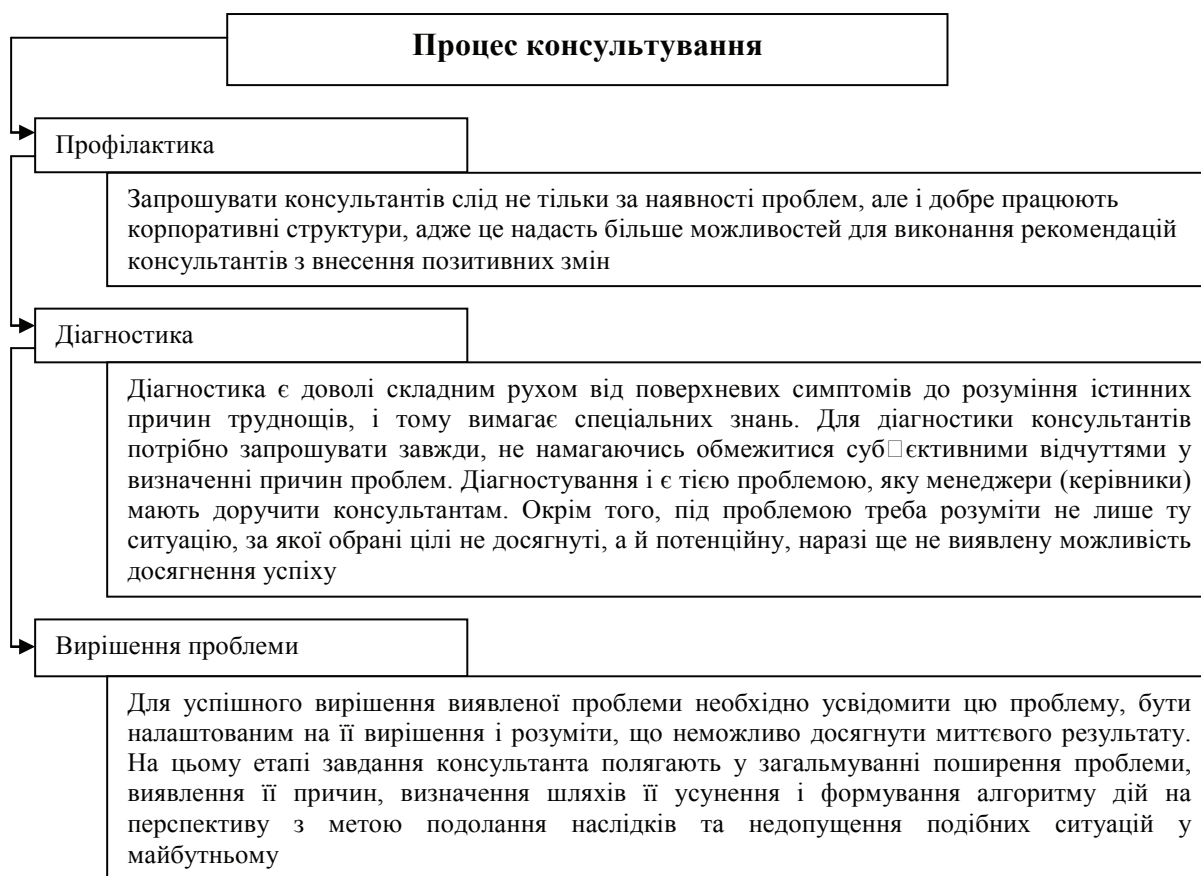 Процес консультування
Профілактика
Запрошувати консультантів слід не тільки за наявності проблем, але і добре працюють
корпоративні структури, адже це надасть більше можливостей для виконання рекомендацій
консультантів з внесення позитивних змін
Діагностика
Діагностика є доволі складним рухом від поверхневих симптомів до розуміння істинних
причин труднощів, і тому вимагає спеціальних знань. Для діагностики консультантів
потрібно запрошувати завжди, не намагаючись обмежитися суб□єктивними відчуттями у
визначенні причин проблем. Діагностування і є тією проблемою, яку менеджери (керівники)
мають доручити консультантам. Окрім того, під проблемою треба розуміти не лише ту
ситуацію, за якої обрані цілі не досягнуті, а й потенційну, наразі ще не виявлену можливість
досягнення успіху
Вирішення проблеми
Для успішного вирішення виявленої проблеми необхідно усвідомити цю проблему, бути
налаштованим на її вирішення і розуміти, що неможливо досягнути миттєвого результату.
На цьому етапі завдання консультанта полягають у загальмуванні поширення проблеми,
виявлення її причин, визначення шляхів її усунення і формування алгоритму дій на
перспективу з метою подолання наслідків та недопущення подібних ситуацій у
майбутньому